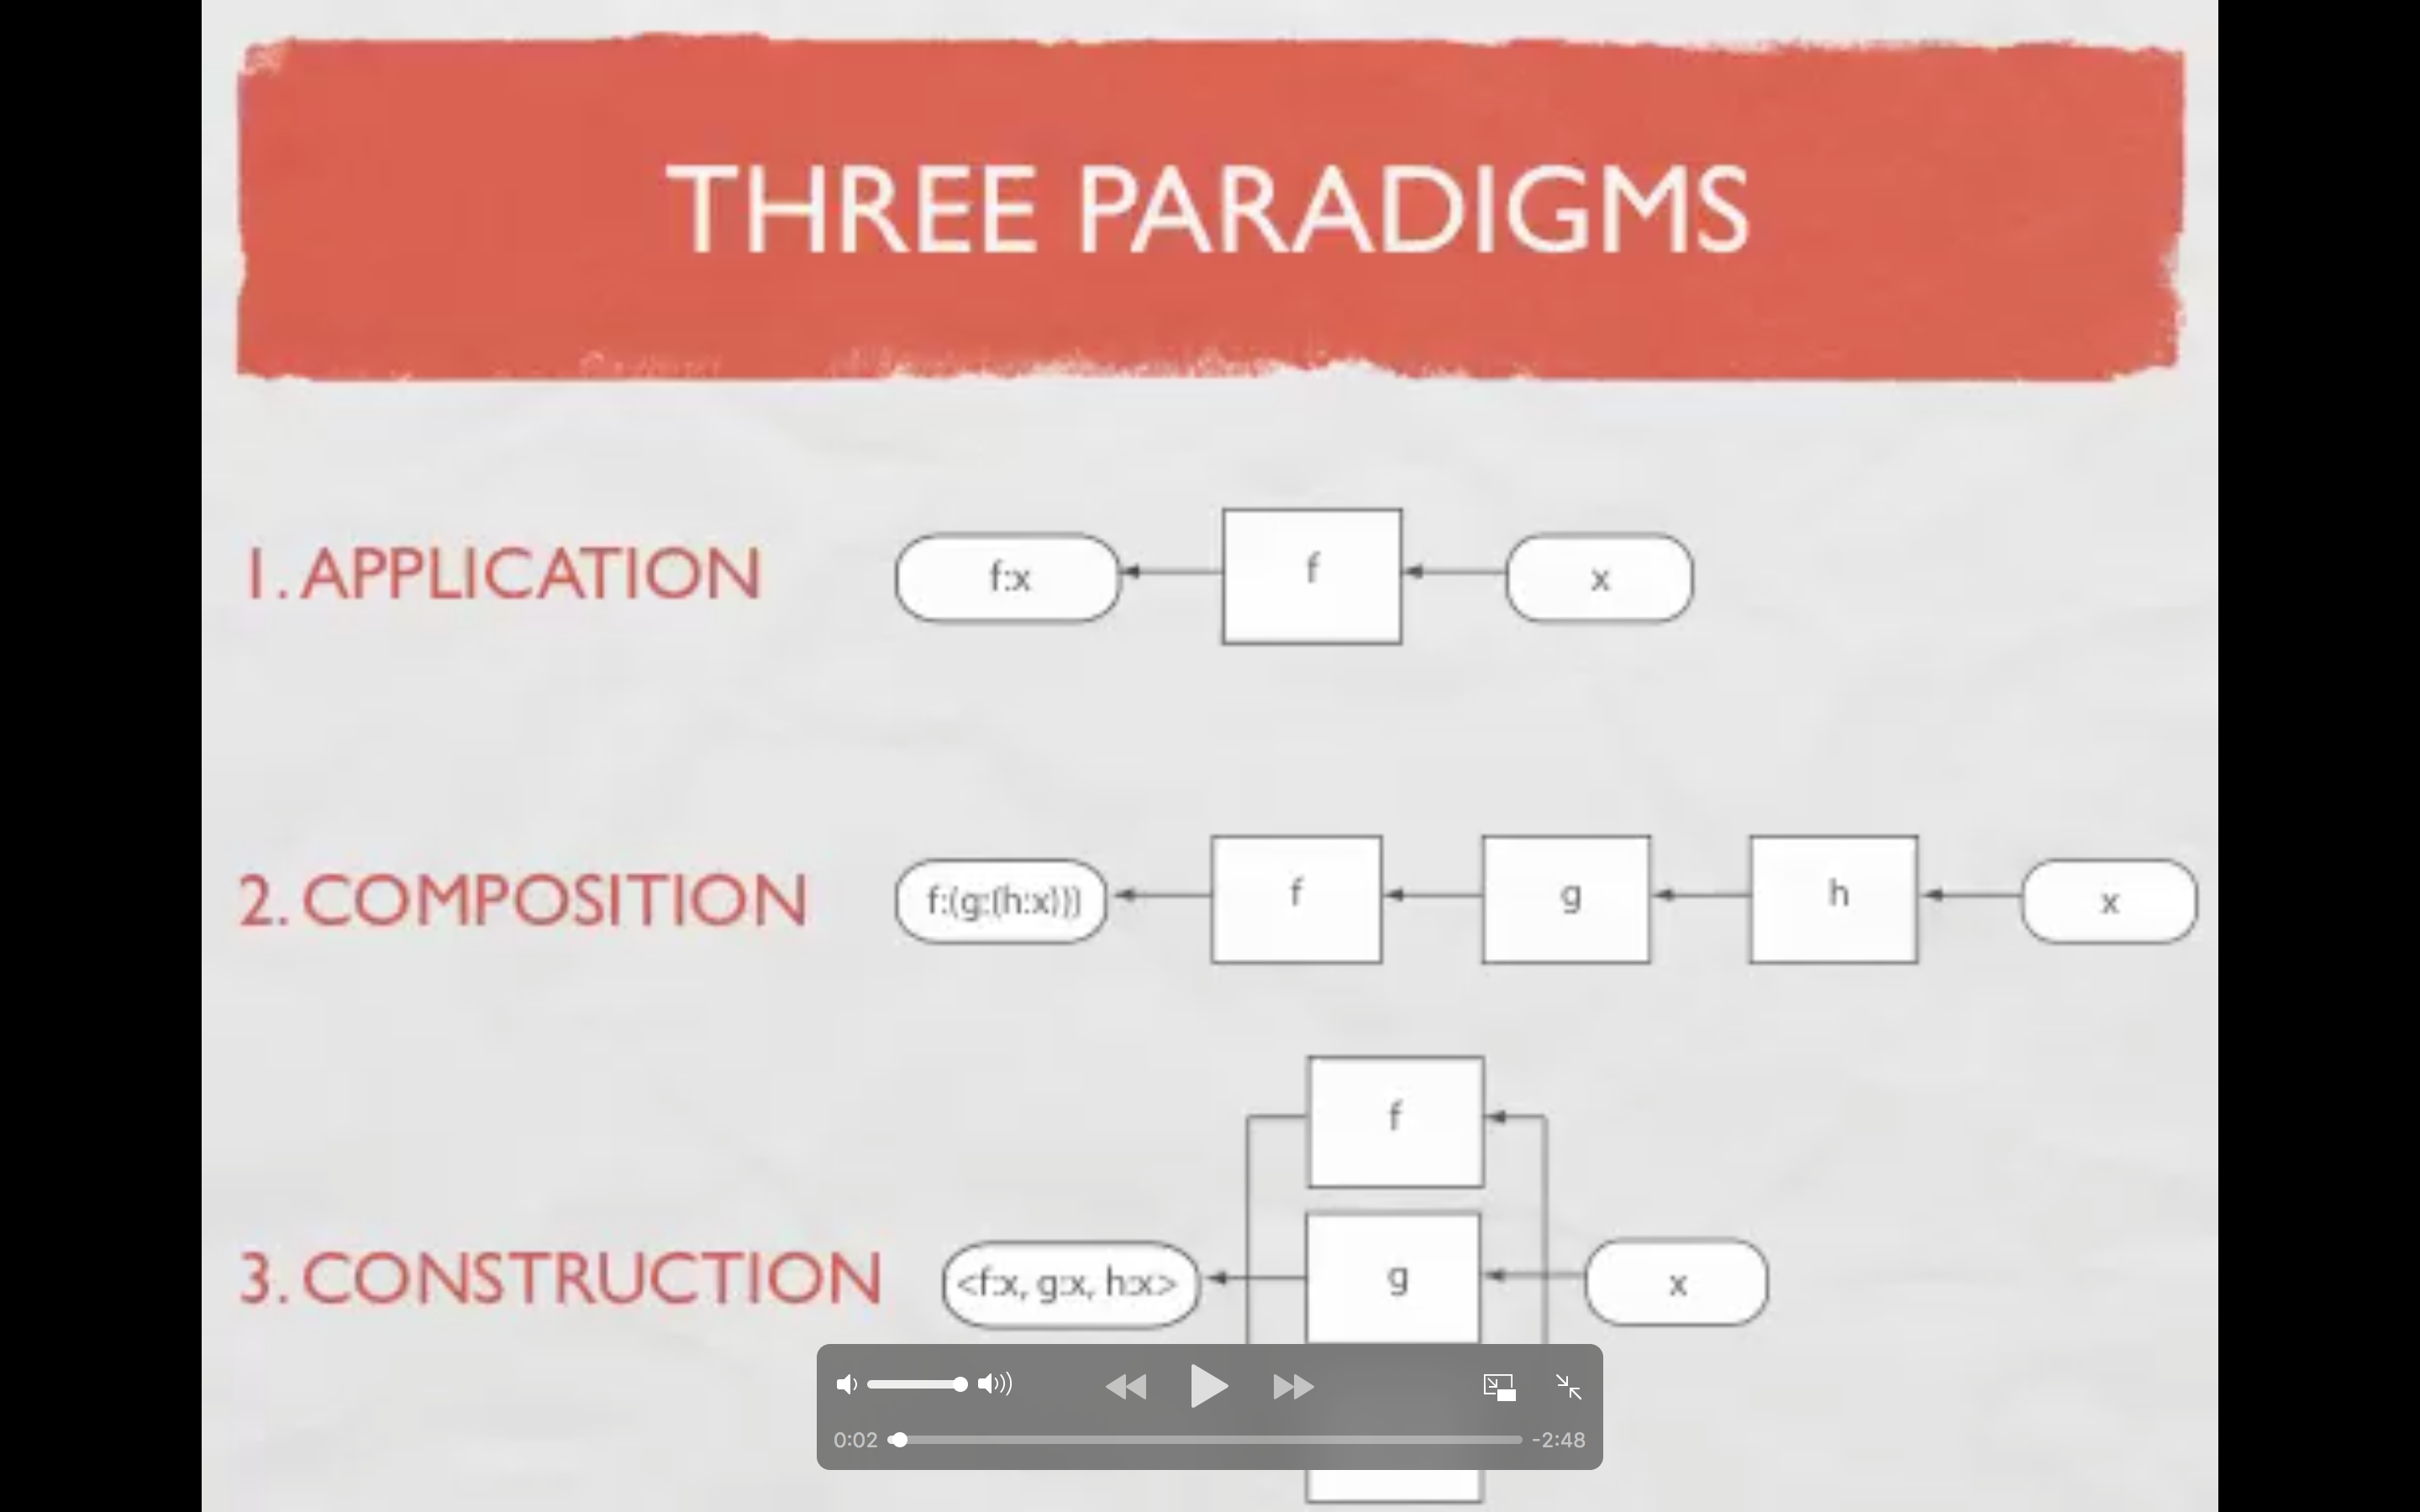 THREE PARADIGMS
1. APPLICATION
f:x
f
x
2. COMPOSITION
f:(g:(h:x)))
f
g
h
x
f
3. CONSTRUCTION
<f:x, g:x, h:x>
g
x
0:02
-2:48